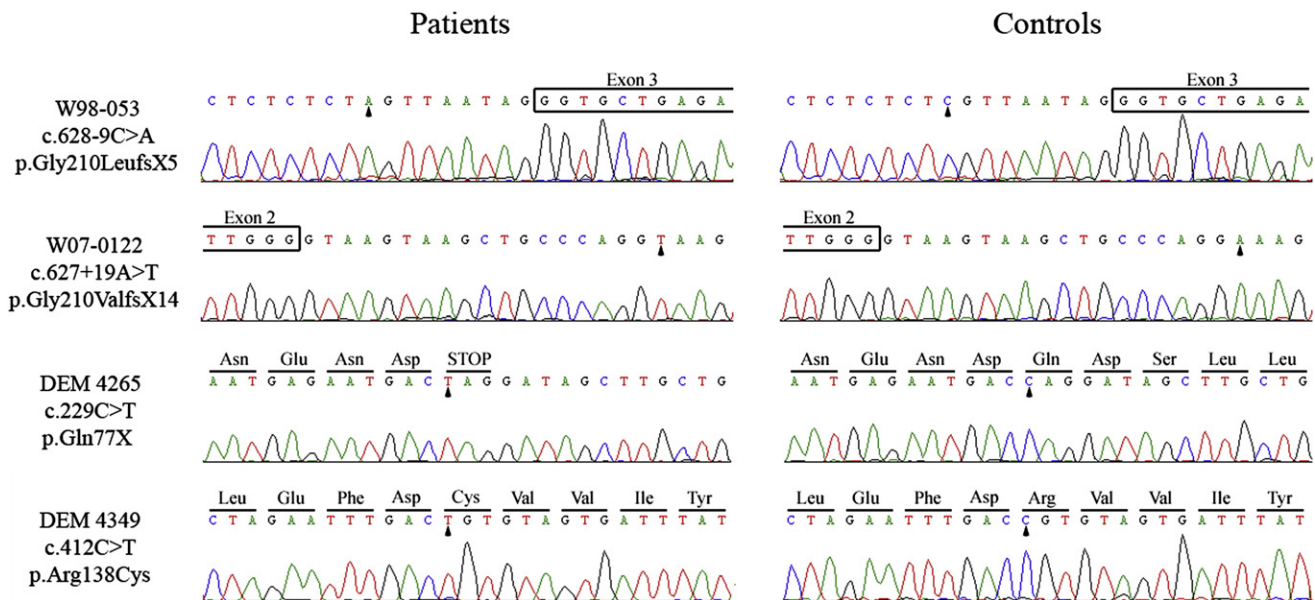 Patients
Controls
W98-053
c.628-9C>A
p.Gly210LeufsX5
Exon 3
C T C T C T C T A G T T A A T A G G G T G C T G A G A
Exon 3
C T C T C T C T C G T T A A T A G G G T G C T G A G A
W07-0122
c.627+19A>T
p.Gly210ValfsX14
Exon 2
T T G G G G T A A G T A A G C T G C C C A G G T A A G
Exon 2
T T G G G G T A A G T A A G C T G C C C A G G A A A G
DEM 4265
c.229C>T
p.Gln77X
Asn Glu Asn Asp STOP
A A T G A G A A T G A C T A G G A T A G C T T G C T G
Asn Glu Asn Asp Gln Asp Ser Leu Leu
A A T G A G A A T G A C C A G G A T A G C T T G C T G
DEM 4349
c.412C>T
p.Arg138Cys
Leu Glu Phe Asp Cys Val Val Ile Tyr
C T A G A A T T T G A C T G T G T A G T G A T T T A T
Leu Glu Phe Asp Arg Val Val Ile Tyr
C T A G A A T T T G A C C G T G T A G T G A T T T A T